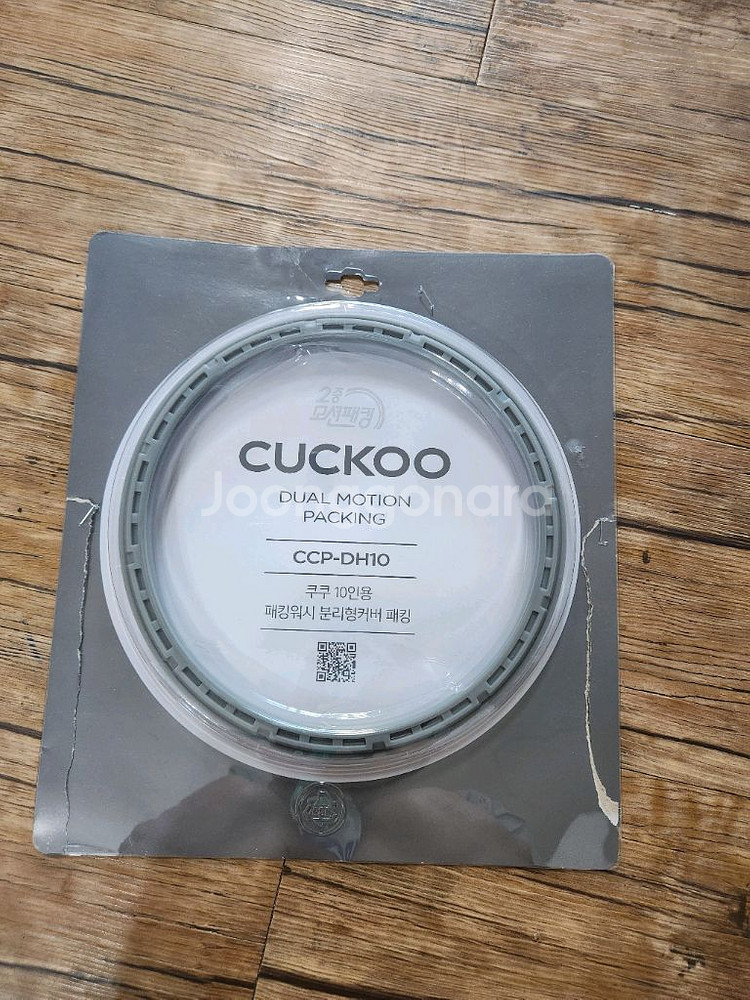 2중
모션패킹
CUCKOO
Joongonara
DUAL MOTION
PACKING
CCP-DH10
쿠쿠 10인용
패킹워시 분리형커버 패킹